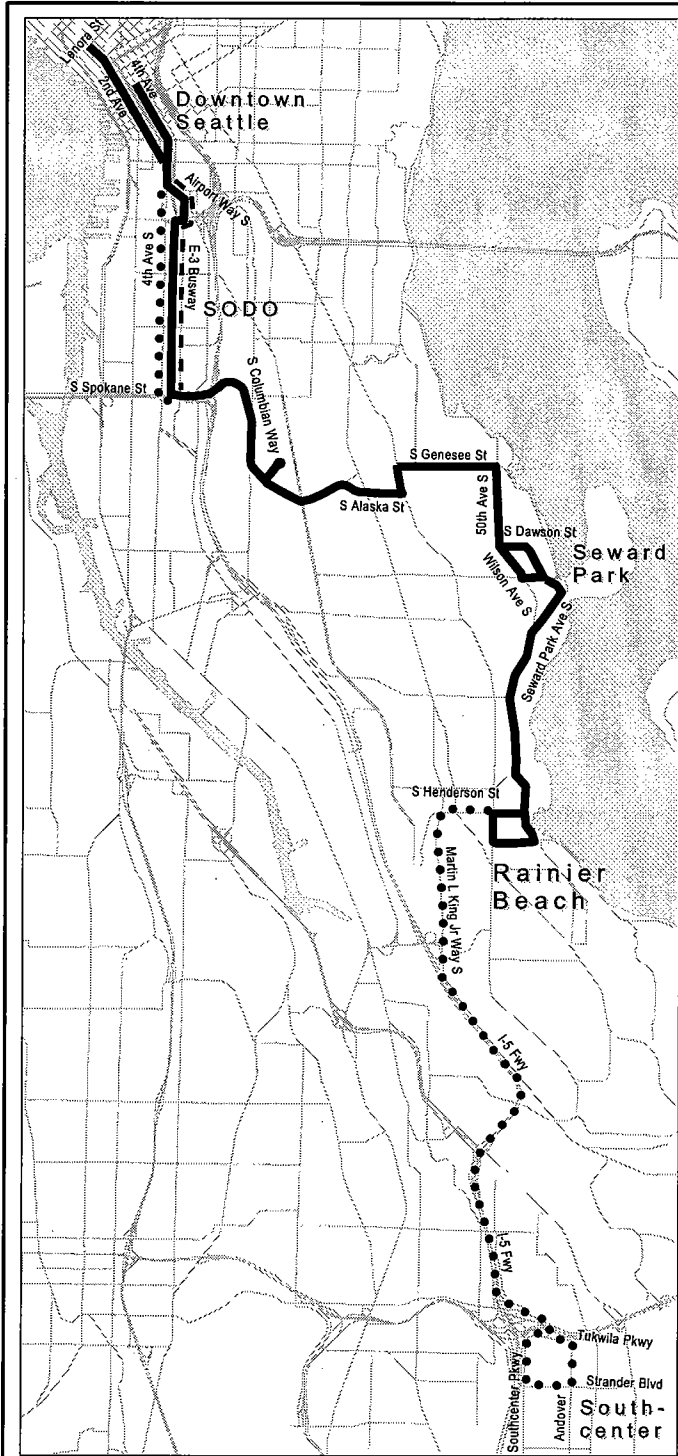 Lenora St
4th Ave
2nd Ave
Downtown
Seattle
Airport Way S
4th Ave S
E-3 Busway
SODO
S Spokane St
S Columbian Way
S Genesee St
S Alaska St
50th Ave S
S Dawson St
Seward
Park
Wilson Ave S
Seward Park Ave S
S Henderson St
Rainier
Beach
Martin L King Jr Way S
I-5 Fwy
I-5 Fwy
Tukwila Pkwy
Southcenter Pkwy
Strander Blvd
Andover
South-
center